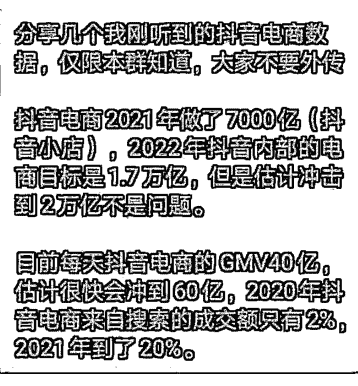 分享几个我刚听到的抖音电商数
据，仅限本群知道，大家不要外传
抖音电商2021年做了7000亿（抖
音小店），2022年抖音内部的电
商目标是1.7万亿，但是估计冲击
到2万亿不是问题。
目前每天抖音电商的GMV40亿，
估计很快会冲到60亿，2020年抖
音电商来自搜索的成交额只有2%，
2021年到了20%。